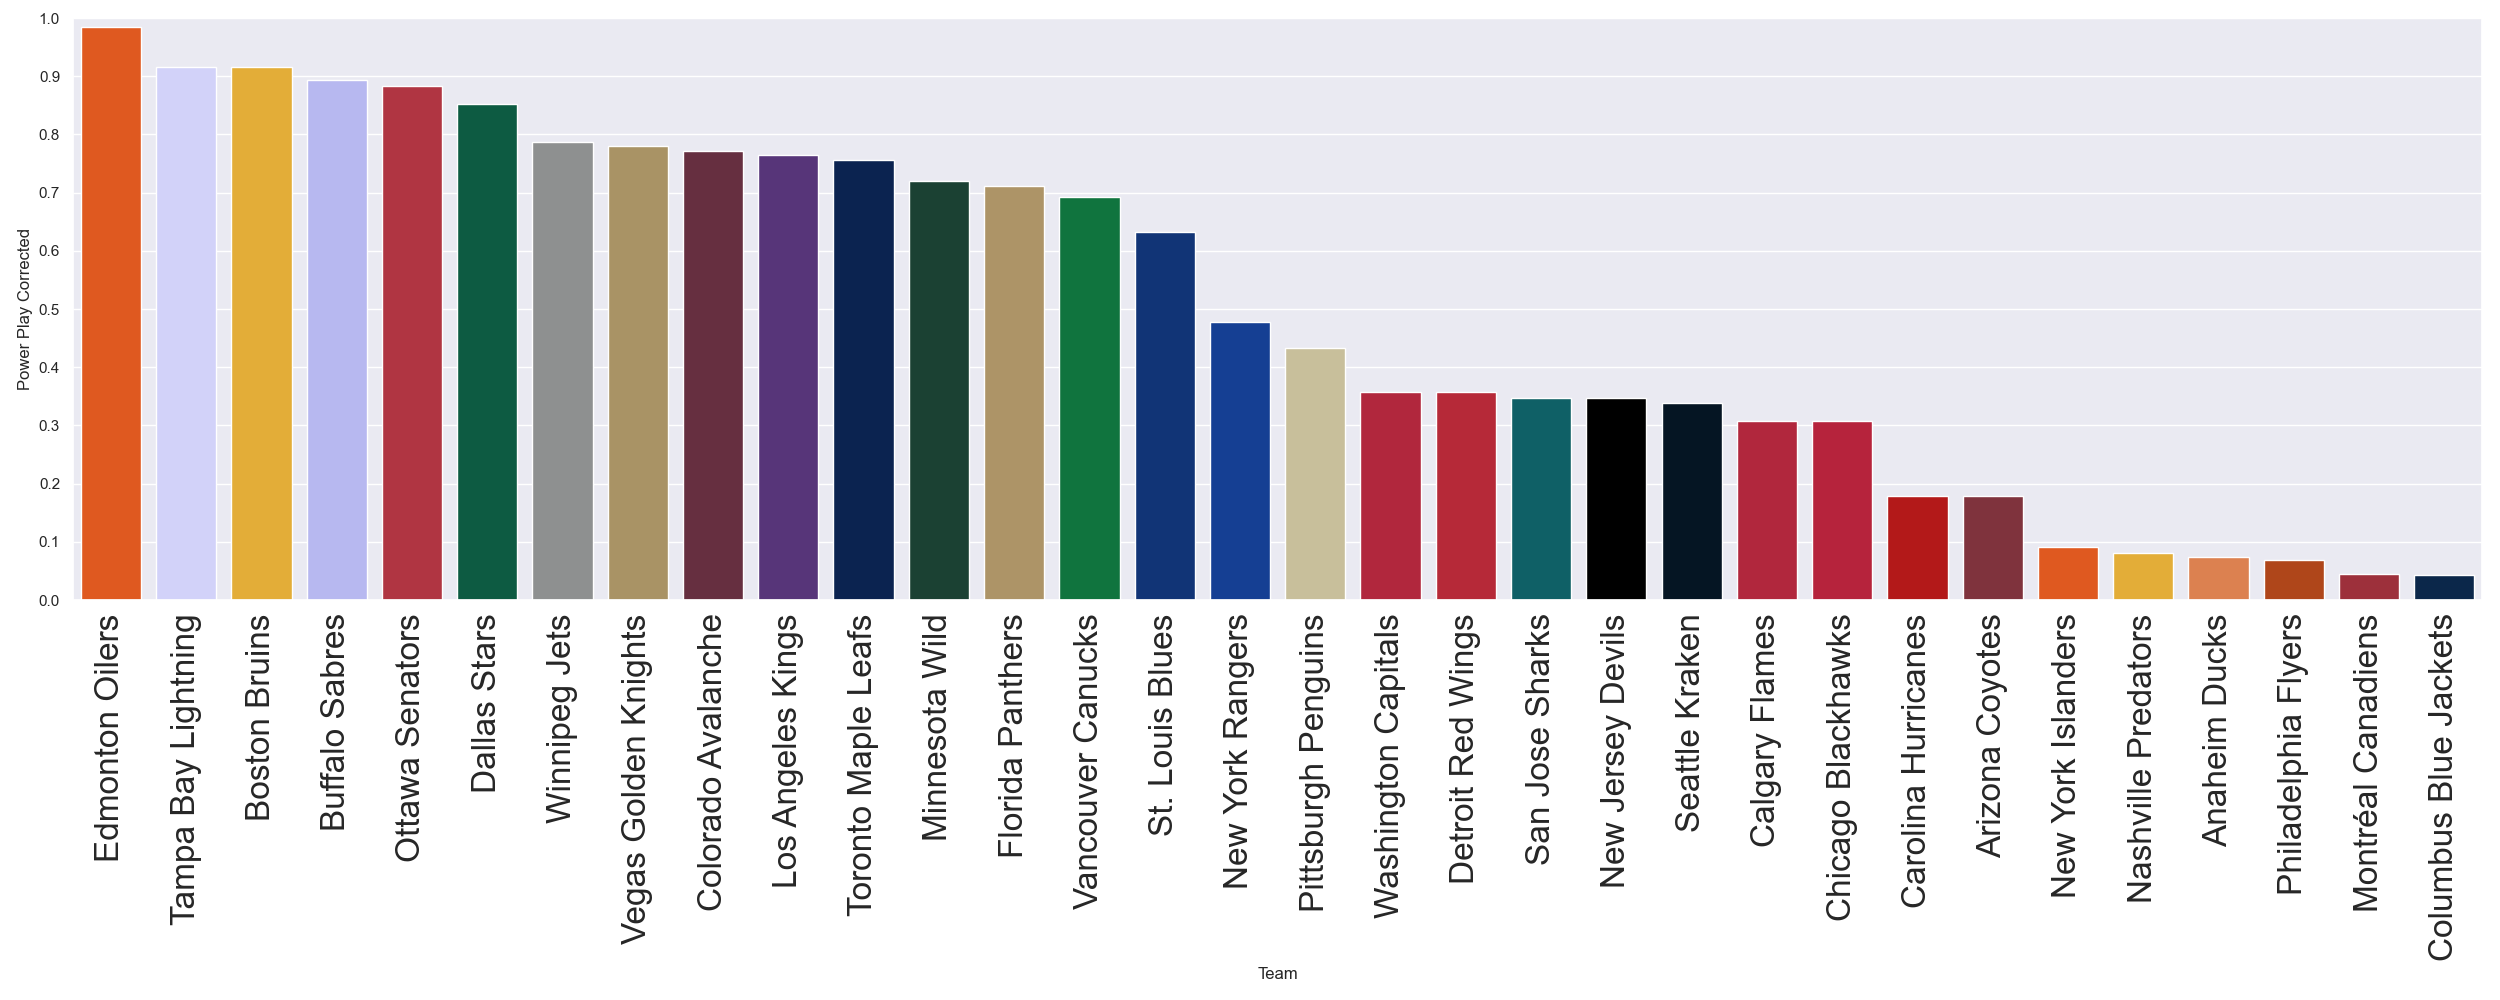 1.0
0.9
0.8
0.7
0.6
0.5
0.4
0.3
0.2
0.1
0.0
Power Play Corrected
Edmonton Oilers
Tampa Bay Lightning
Boston Bruins
Buffalo Sabres
Ottawa Senators
Dallas Stars
Winnipeg Jets
Vegas Golden Knights
Colorado Avalanche
Los Angeles Kings
Toronto Maple Leafs
Minnesota Wild
Florida Panthers
Vancouver Canucks
St. Louis Blues
New York Rangers
Pittsburgh Penguins
Washington Capitals
Detroit Red Wings
San Jose Sharks
New Jersey Devils
Seattle Kraken
Calgary Flames
Chicago Blackhawks
Carolina Hurricanes
Arizona Coyotes
New York Islanders
Nashville Predators
Anaheim Ducks
Philadelphia Flyers
Montréal Canadiens
Columbus Blue Jackets
Team